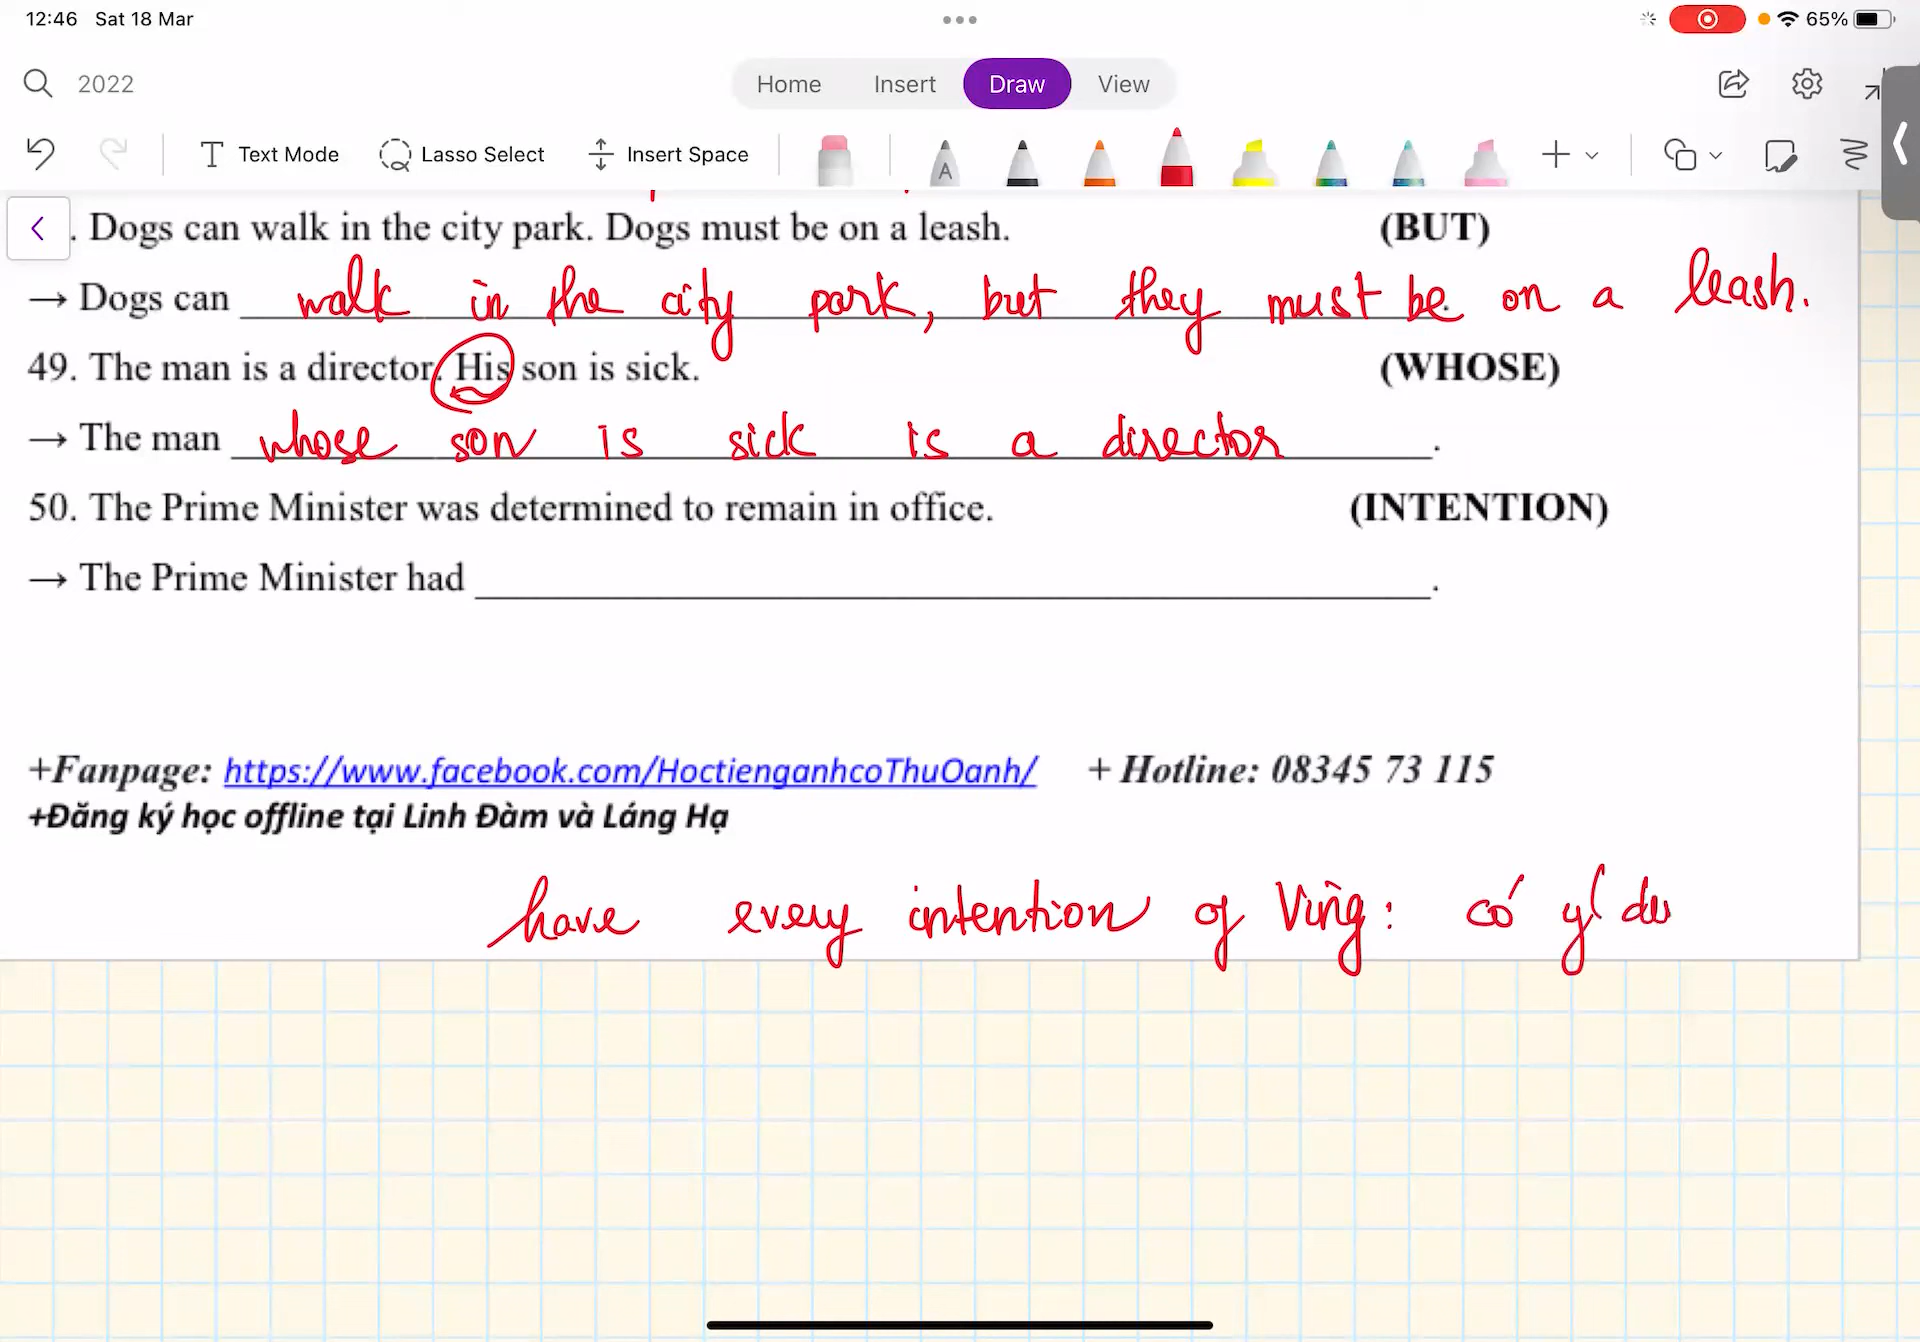 12:46 Sat 18 Mar 65%
2022 Home Insert Draw View
Text Mode Lasso Select Insert Space A
. Dogs can walk in the city park. Dogs must be on a leash. (BUT)
→ Dogs can walk in the city park, but they must be on a leash.
49. The man is a director. His son is sick. (WHOSE)
→ The man whose son is sick is a director.
50. The Prime Minister was determined to remain in office. (INTENTION)
→ The Prime Minister had ____________.
+Fanpage: https://www.facebook.com/HoctienganhcoThuOanh/ + Hotline: 08345 73 115
+Đăng ký học offline tại Linh Đàm và Láng Hạ
have every intention of Ving: có ý